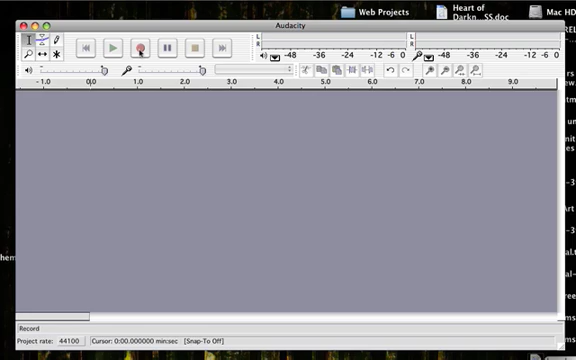 Web Projects
Heart of
Darkn...SS.doc
Mac HD
Audacity
L
R
-48 -36 -24 -12 -6 0
L
R
-48 -36 -24 -12 -6 0
-1.0 0.0 1.0 2.0 3.0 4.0 5.0 6.0 7.0 8.0 9.0
Record
Project rate: 44100 Cursor: 0:00.000000 min:sec [Snap-To Off]